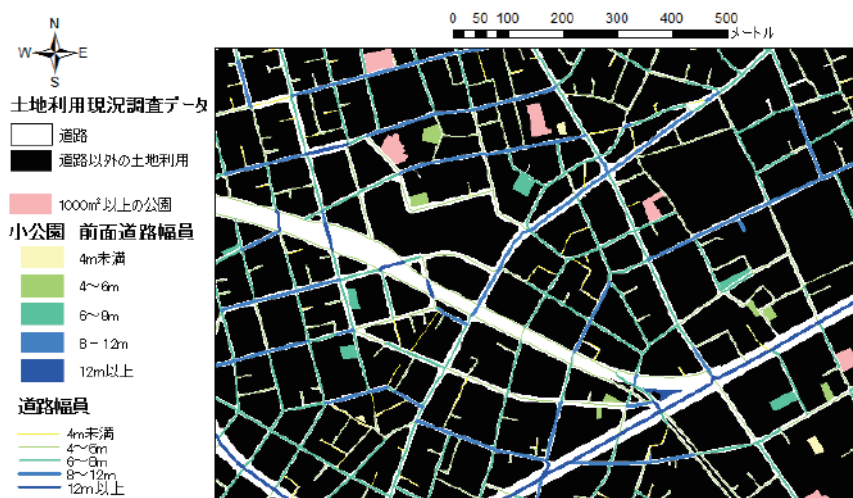 N
W E
S
0 50 100 200 300 400 500
メートル
土地利用現況調査データ
道路
道路以外の土地利用
1000㎡以上の公園
小公園 前面道路幅員
4m未満
4～6m
6～8m
8－12m
12m以上
道路幅員
4m未満
4～6m
6～8m
8～12m
12m以上